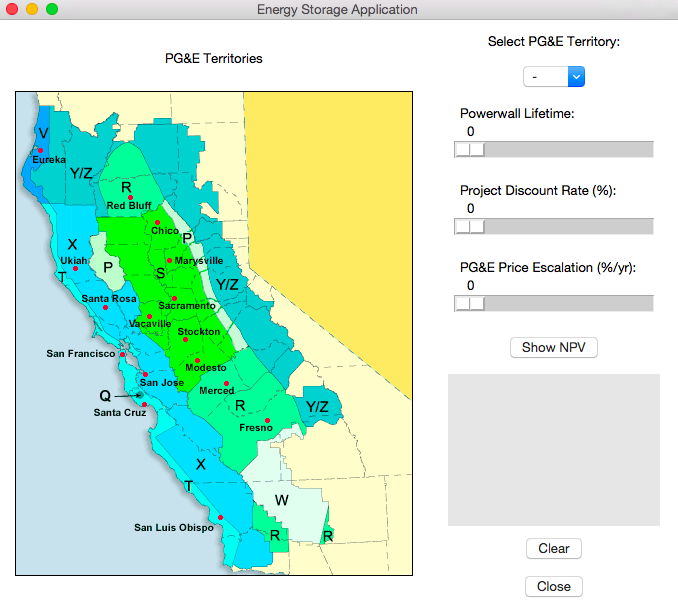 Energy Storage Application
PG&E Territories
V
Eureka
Y/Z
R
Red Bluff
Chico
P
X
Ukiah
T
P
S
Marysville
Y/Z
Santa Rosa
Sacramento
Vacaville
Stockton
San Francisco
Modesto
San Jose
Merced
Q
Santa Cruz
R
Y/Z
Fresno
X
T
W
San Luis Obispo
R
R
Select PG&E Territory:
-
Powerwall Lifetime:
0
Project Discount Rate (%):
0
PG&E Price Escalation (%/yr):
0
Show NPV
Clear
Close